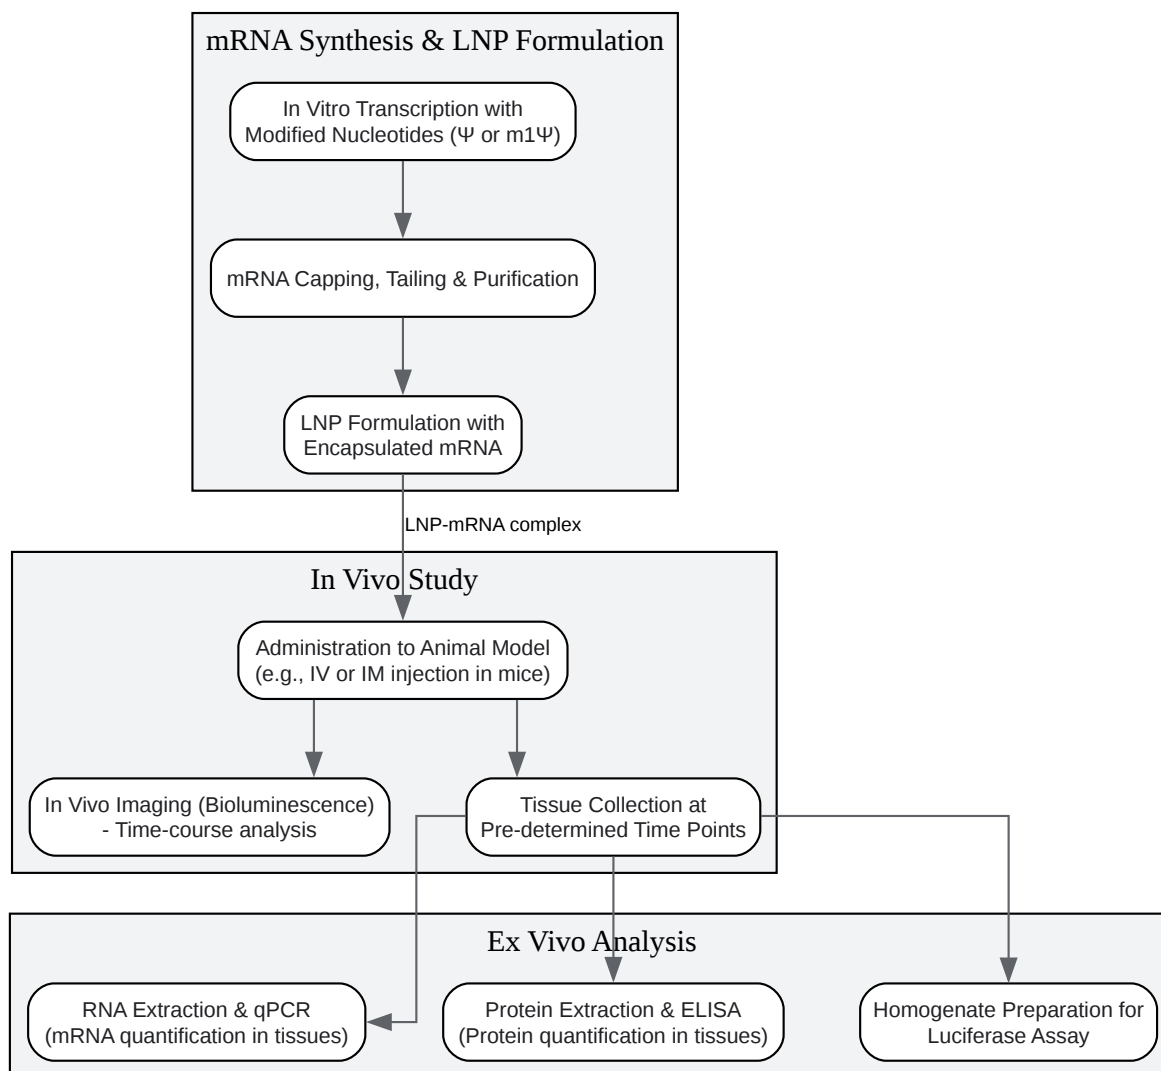 mRNA Synthesis & LNP Formulation
In Vitro Transcription with
Modified Nucleotides (Ψ or m1Ψ)
mRNA Capping, Tailing & Purification
LNP Formulation with
Encapsulated mRNA
LNP-mRNA complex
In Vivo Study
Administration to Animal Model
(e.g., IV or IM injection in mice)
In Vivo Imaging (Bioluminescence)
- Time-course analysis
Tissue Collection at
Pre-determined Time Points
Ex Vivo Analysis
RNA Extraction & qPCR
(mRNA quantification in tissues)
Protein Extraction & ELISA
(Protein quantification in tissues)
Homogenate Preparation for
Luciferase Assay